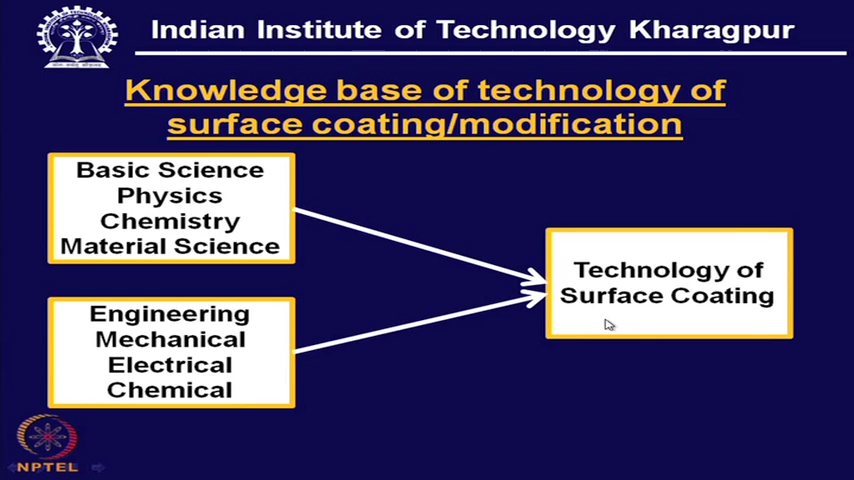 Indian Institute of Technology Kharagpur
Knowledge base of technology of
surface coating/modification
Basic Science
Physics
Chemistry
Material Science
Engineering
Mechanical
Electrical
Chemical
Technology of
Surface Coating
NPTEL